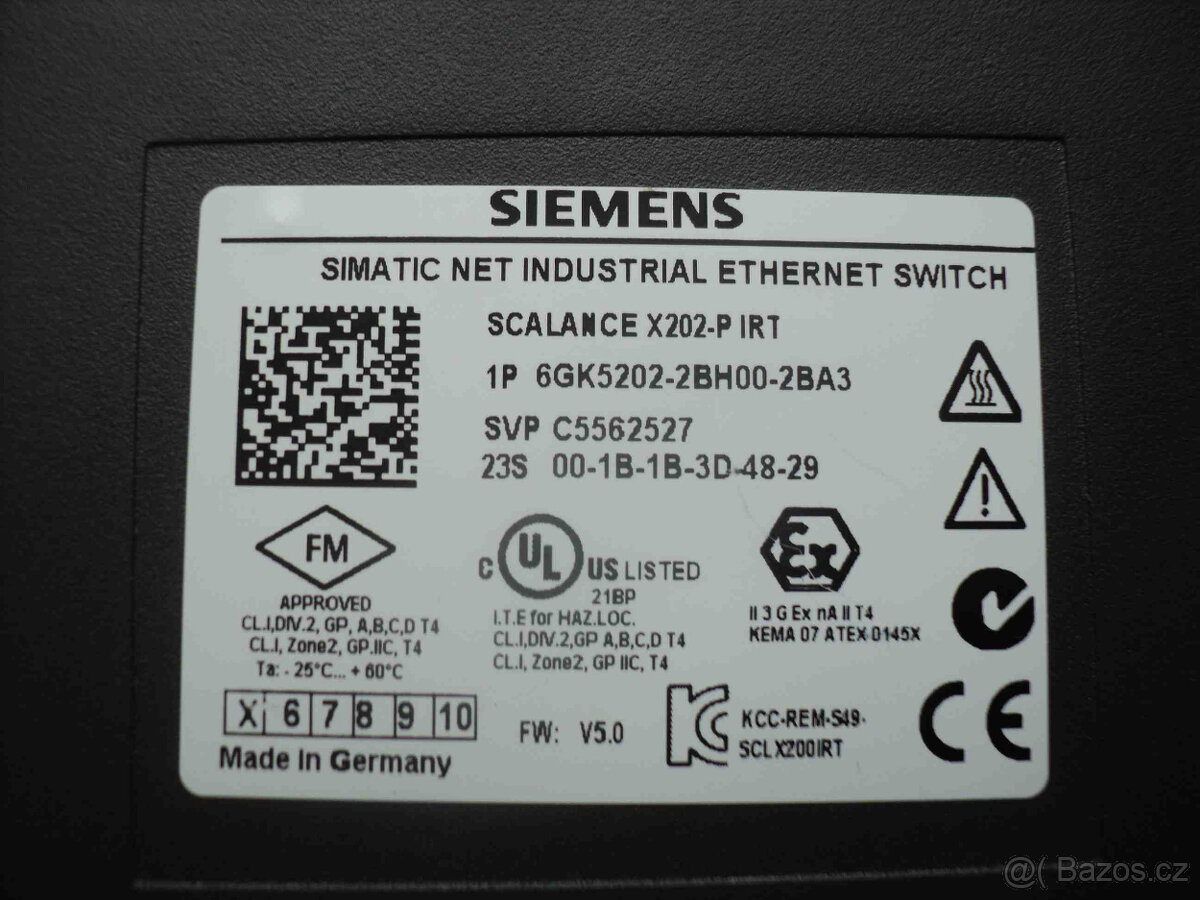 SIEMENS
SIMATIC NET INDUSTRIAL ETHERNET SWITCH
SCALANCE X202-P IRT
1P 6GK5202-2BH00-2BA3
SVP C5562527
23S 00-1B-1B-3D-48-29
FM
APPROVED
CL.I,DIV.2, GP, A,B,C,D T4
CL.I, Zone2, GP.IIC, T4
Ta: - 25°C... + 60°C
C UL US LISTED
21BP
I.T.E for HAZ.LOC.
CL.I,DIV.2,GP A,B,C,D T4
CL.I, Zone2, GP IIC, T4
Ex
II 3 G Ex nA II T4
KEMA 07 ATEX 0145X
X 6 7 8 9 10
FW: V5.0
KCC-REM-S49-
SCLX200IRT
CE
Made in Germany
@( Bazos.cz